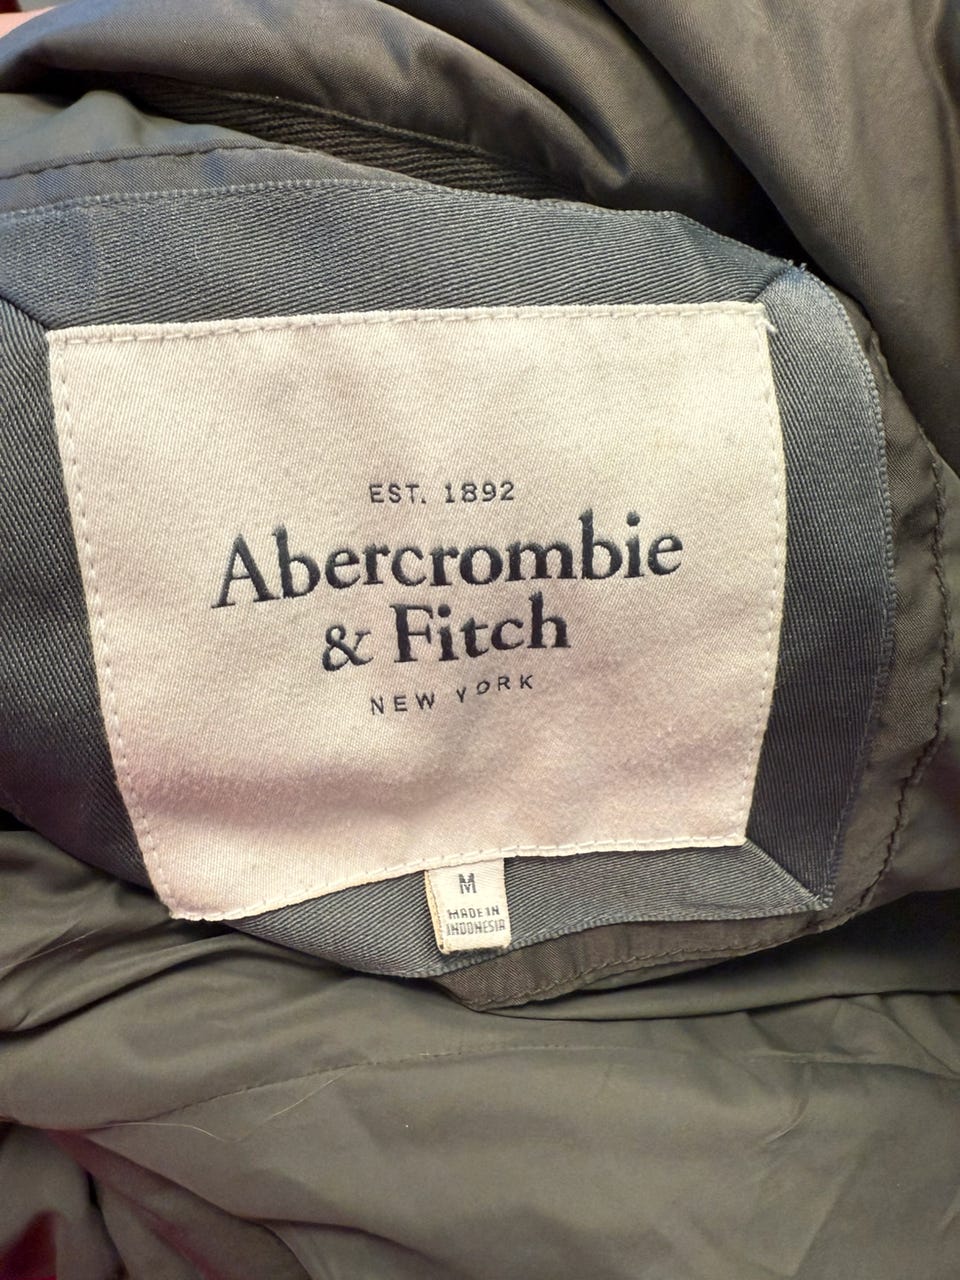 EST. 1892
Abercrombie
& Fitch
NEW YORK
M
MADE IN
INDONESIA